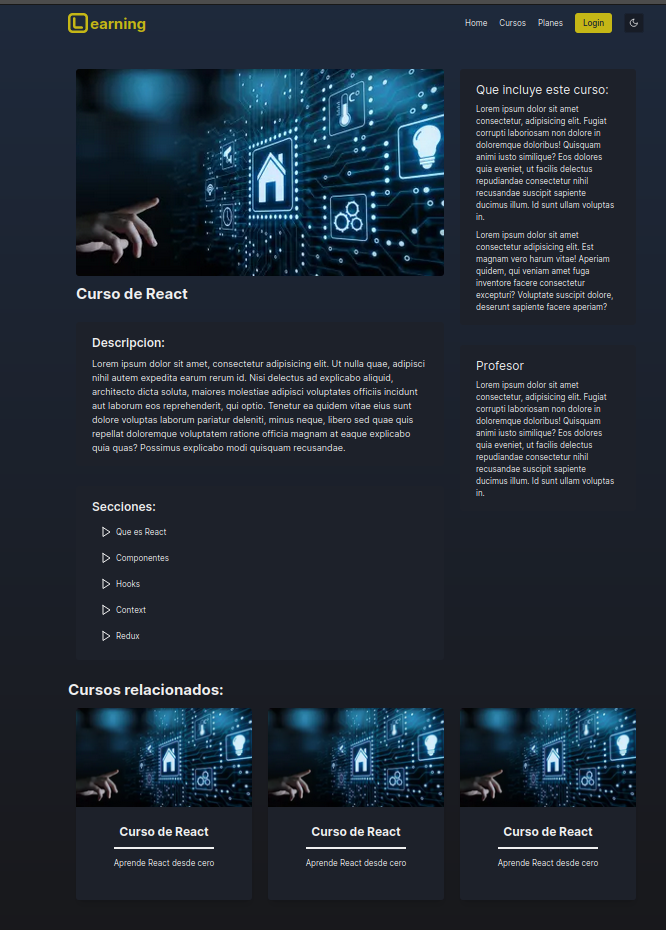 Learning
Home Cursos Planes Login
Curso de React
Descripcion:
Lorem ipsum dolor sit amet, consectetur adipisicing elit. Ut nulla quae, adipisci
nihil autem expedita earum rerum id. Nisi delectus ad explicabo aliquid,
architecto dicta soluta, maiores molestiae adipisci voluptates officiis incidunt
aut laborum eos reprehenderit, qui optio. Tenetur ea quidem vitae eius sunt
dolore voluptas laborum pariatur deleniti, minus neque, libero sed quae quis
repellat doloremque voluptatem ratione officia magnam at eaque explicabo
quia quas? Possimus explicabo modi quisquam recusandae.
Secciones:
Que es React
Componentes
Hooks
Context
Redux
Que incluye este curso:
Lorem ipsum dolor sit amet
consectetur, adipisicing elit. Fugiat
corrupti laboriosam non dolore in
doloremque doloribus! Quisquam
animi iusto similique? Eos dolores
quia eveniet, ut facilis delectus
repudiandae consectetur nihil
recusandae suscipit sapiente
ducimus illum. Id sunt ullam voluptas
in.
Lorem ipsum dolor sit amet
consectetur adipisicing elit. Est
magnam vero harum vitae! Aperiam
quidem, qui veniam amet fuga
inventore facere consectetur
excepturi? Voluptate suscipit dolore,
deserunt sapiente facere aperiam?
Profesor
Lorem ipsum dolor sit amet
consectetur, adipisicing elit. Fugiat
corrupti laboriosam non dolore in
doloremque doloribus! Quisquam
animi iusto similique? Eos dolores
quia eveniet, ut facilis delectus
repudiandae consectetur nihil
recusandae suscipit sapiente
ducimus illum. Id sunt ullam voluptas
in.
Cursos relacionados:
Curso de React
Aprende React desde cero
Curso de React
Aprende React desde cero
Curso de React
Aprende React desde cero